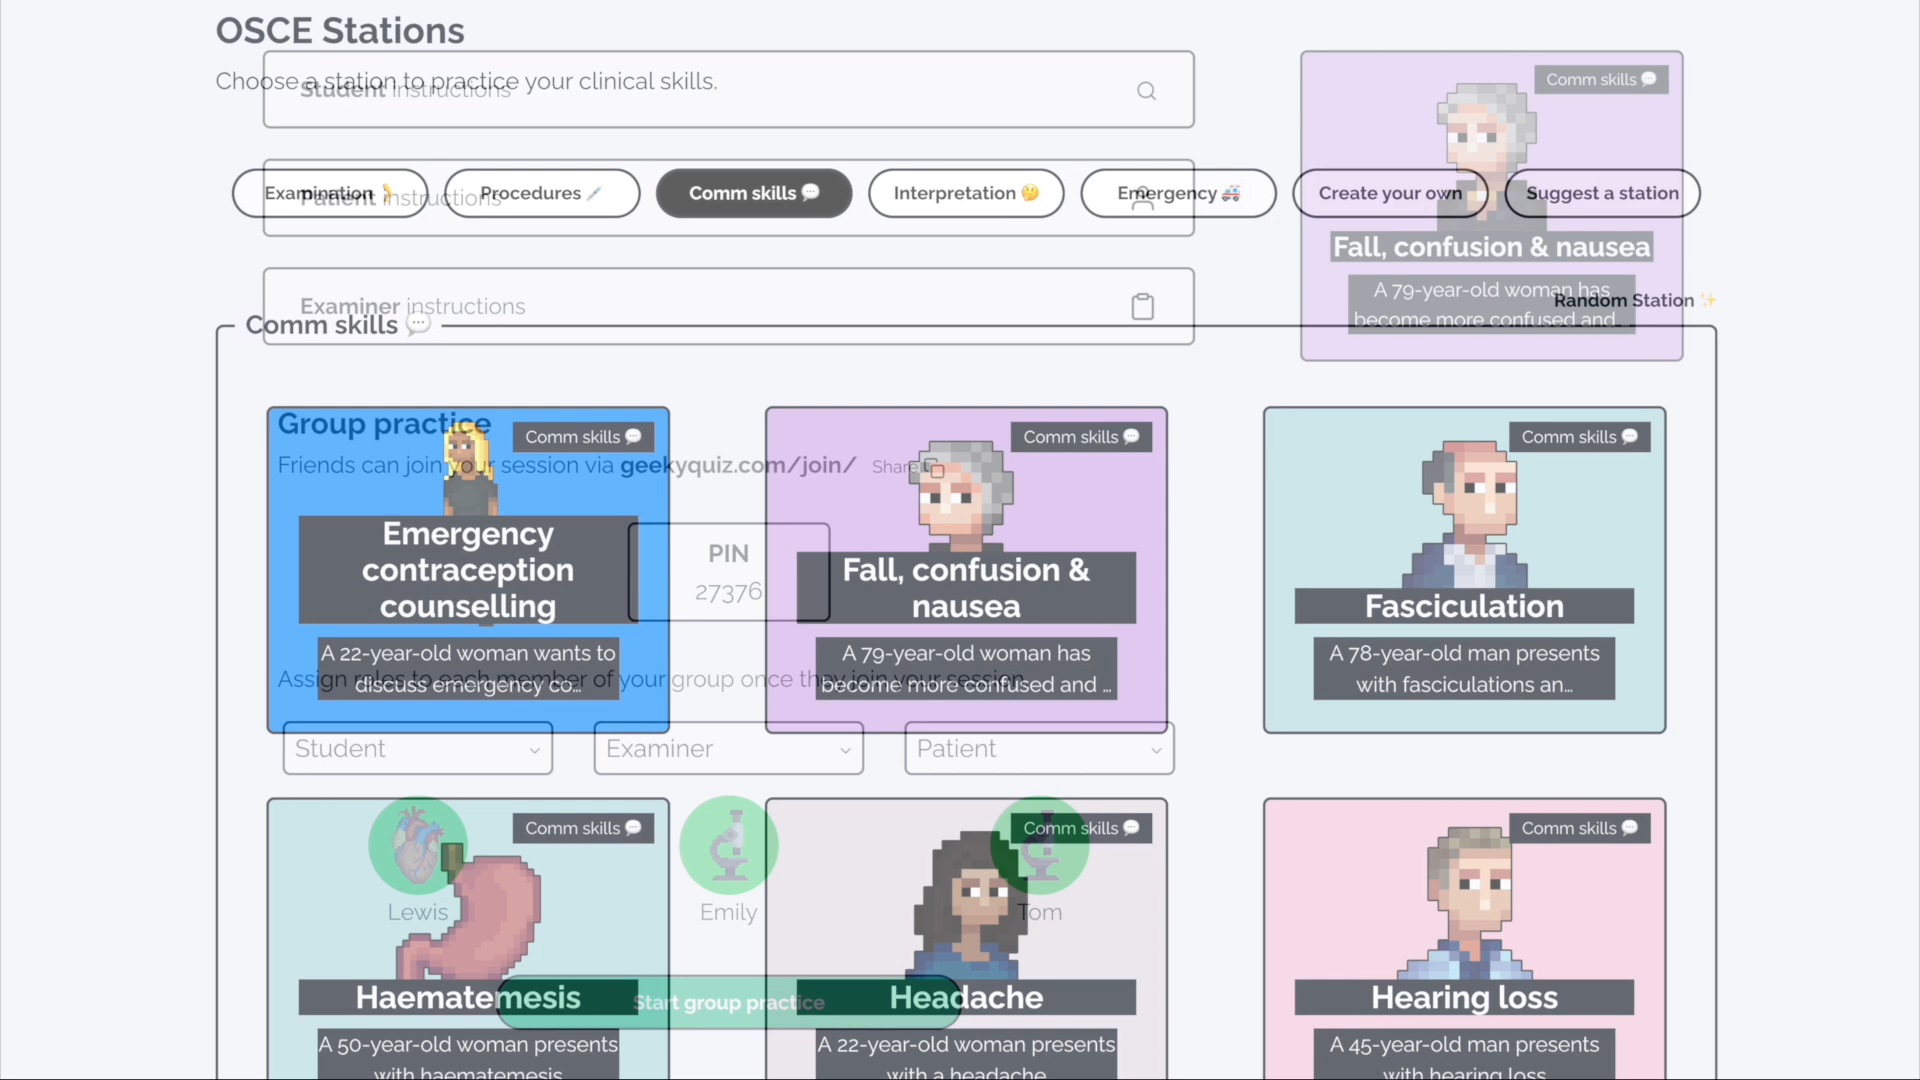 OSCE Stations
Choose a station to practice your clinical skills.
Student instructions
Comm skills
Examination
Procedures
Comm skills
Interpretation
Emergency
Create your own
Suggest a station
Patient instructions
Fall, confusion & nausea
A 79-year-old woman has
become more confused and ...
Random Station
Examiner instructions
Comm skills
Group practice
Friends can join your session via geekyquiz.com/join/ Share
PIN
27376
Comm skills
Emergency
contraception
counselling
A 22-year-old woman wants to
discuss emergency co...
Comm skills
Fall, confusion &
nausea
A 79-year-old woman has
become more confused and ...
Comm skills
Fasciculation
A 78-year-old man presents
with fasciculations an...
Assign roles to each member of your group once they join your session
Student
Examiner
Patient
Lewis
Emily
Tom
Start group practice
Comm skills
Haematemesis
A 50-year-old woman presents
with haematemesis
Comm skills
Headache
A 22-year-old woman presents
with a headache
Comm skills
Hearing loss
A 45-year-old man presents
with hearing loss